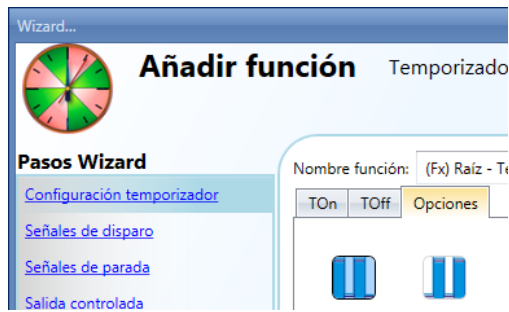 Wizard...
Añadir función
Temporizado
Pasos Wizard
Configuración temporizador
Señales de disparo
Señales de parada
Salida controlada
Nombre función: (Fx) Raíz - Te
TOn TOff Opciones